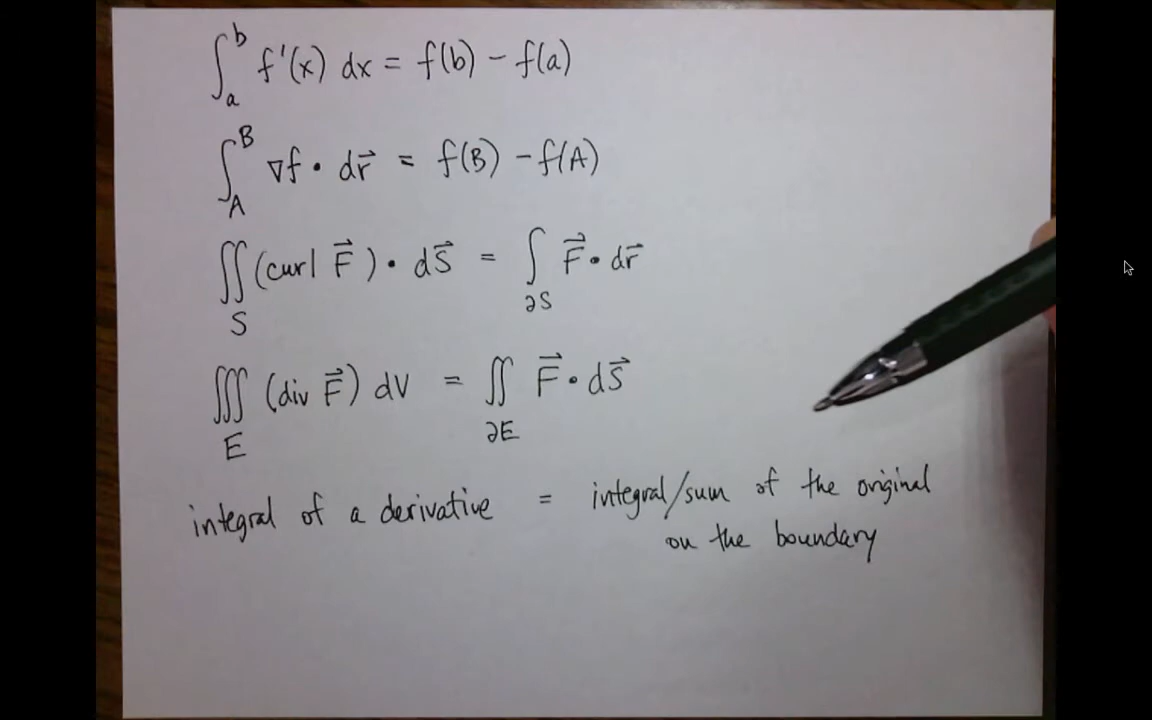 ∫_a^b f'(x) dx = f(b) - f(a)
∫_A^B ∇f • dr⃗ = f(B) - f(A)
∬_S (curl F⃗) • dS⃗ = ∫_∂S F⃗ • dr⃗
∭_E (div F⃗) dV = ∬_∂E F⃗ • dS⃗
integral of a derivative = integral/sum of the original
on the boundary